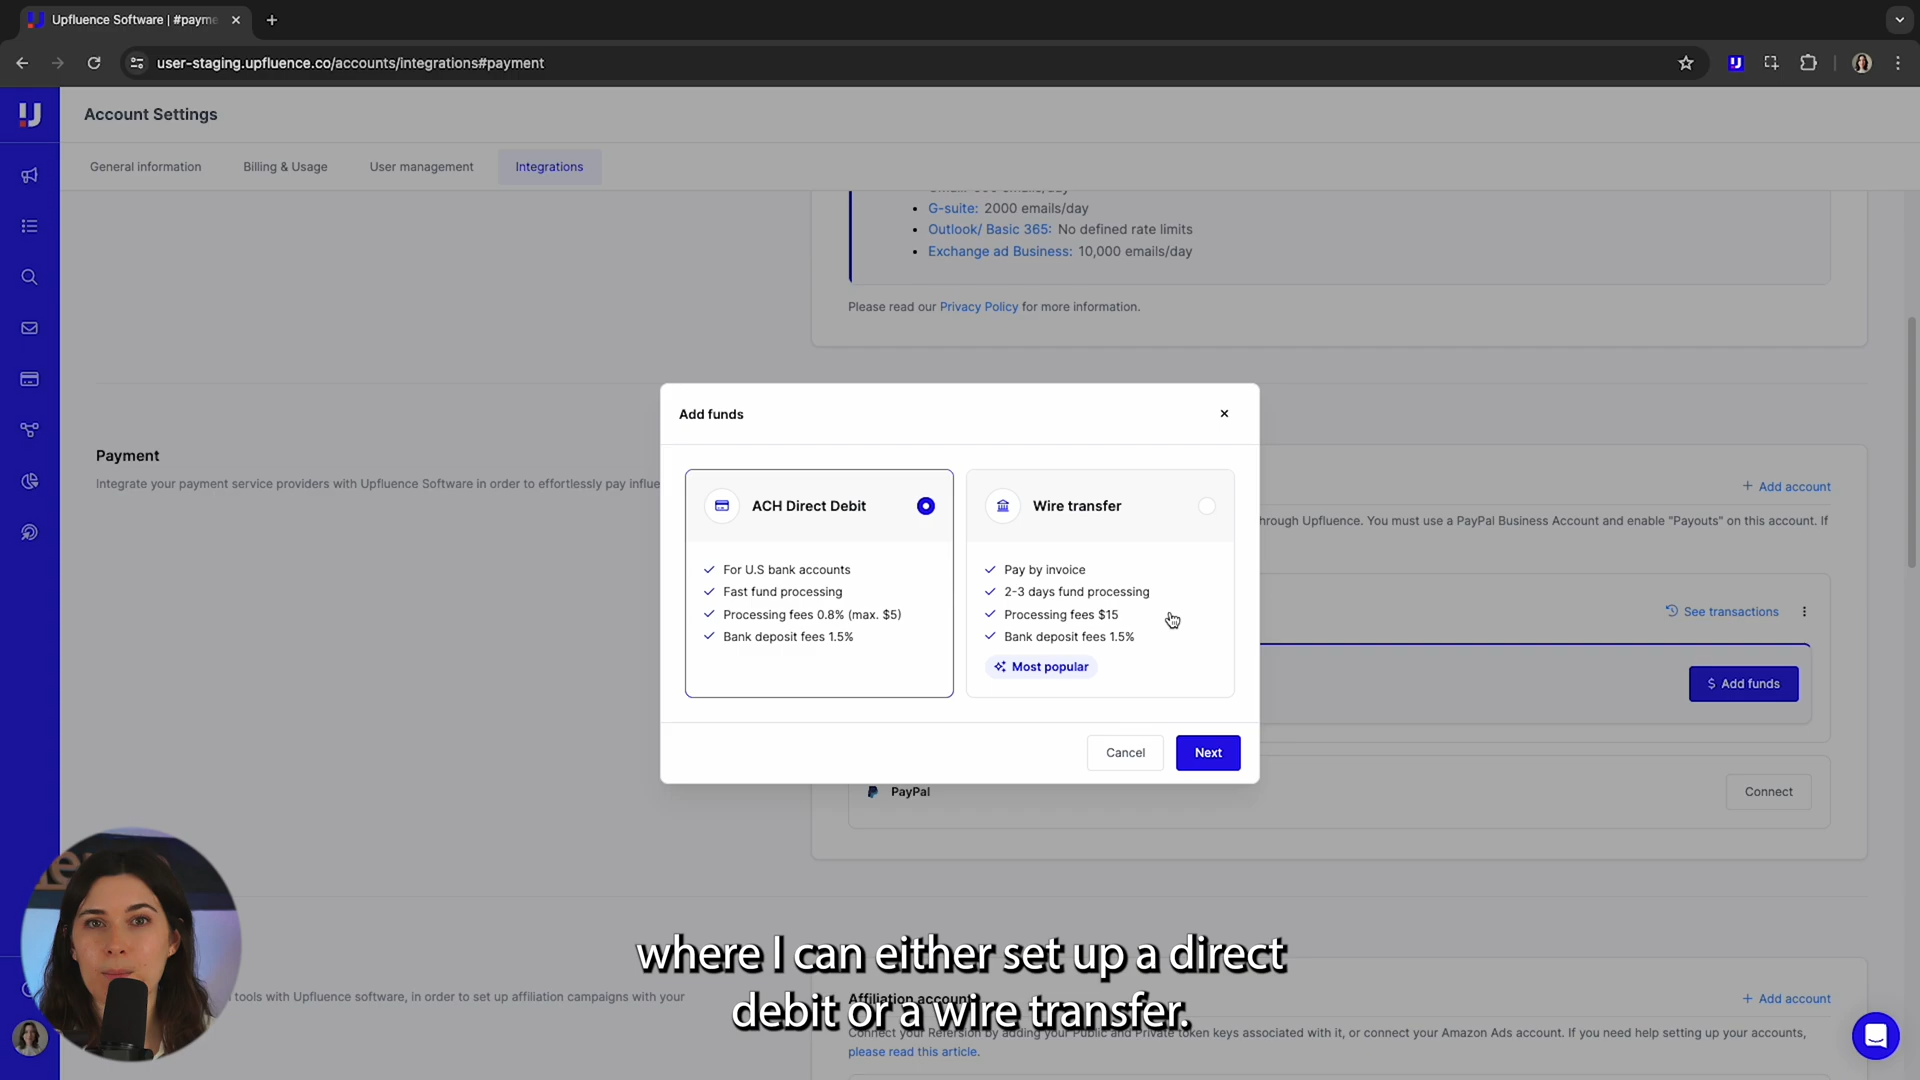 Upfluence Software | #payme
user-staging.upfluence.co/accounts/integrations#payment
Account Settings
General information
Billing & Usage
User management
Integrations
G-suite: 2000 emails/day
Outlook/ Basic 365: No defined rate limits
Exchange ad Business: 10,000 emails/day
Please read our Privacy Policy for more information.
Payment
Integrate your payment service providers with Upfluence Software in order to effortlessly pay influe
+ Add account
hrough Upfluence. You must use a PayPal Business Account and enable "Payouts" on this account. If
See transactions
$ Add funds
PayPal
Connect
Add funds
ACH Direct Debit
For U.S bank accounts
Fast fund processing
Processing fees 0.8% (max. $5)
Bank deposit fees 1.5%
Wire transfer
Pay by invoice
2-3 days fund processing
Processing fees $15
Bank deposit fees 1.5%
Most popular
Cancel
Next
where I can either set up a direct
debit or a wire transfer.
tools with Upfluence software, in order to set up affiliation campaigns with your
Affiliation account
+ Add account
Connect your Refersion by adding your Public and Private token keys associated with it, or connect your Amazon Ads account. If you need help setting up your accounts,
please read this article.